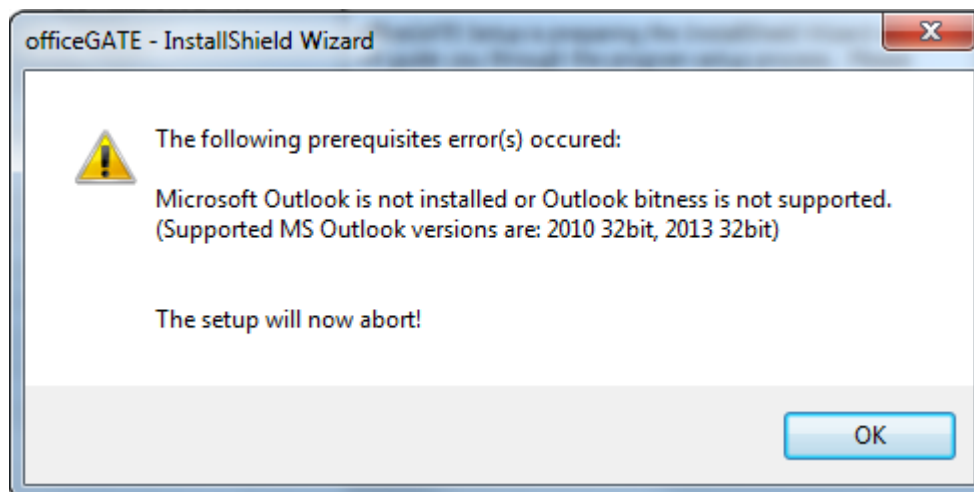 officeGATE - InstallShield Wizard
The following prerequisites error(s) occured:
Microsoft Outlook is not installed or Outlook bitness is not supported.
(Supported MS Outlook versions are: 2010 32bit, 2013 32bit)
The setup will now abort!
OK